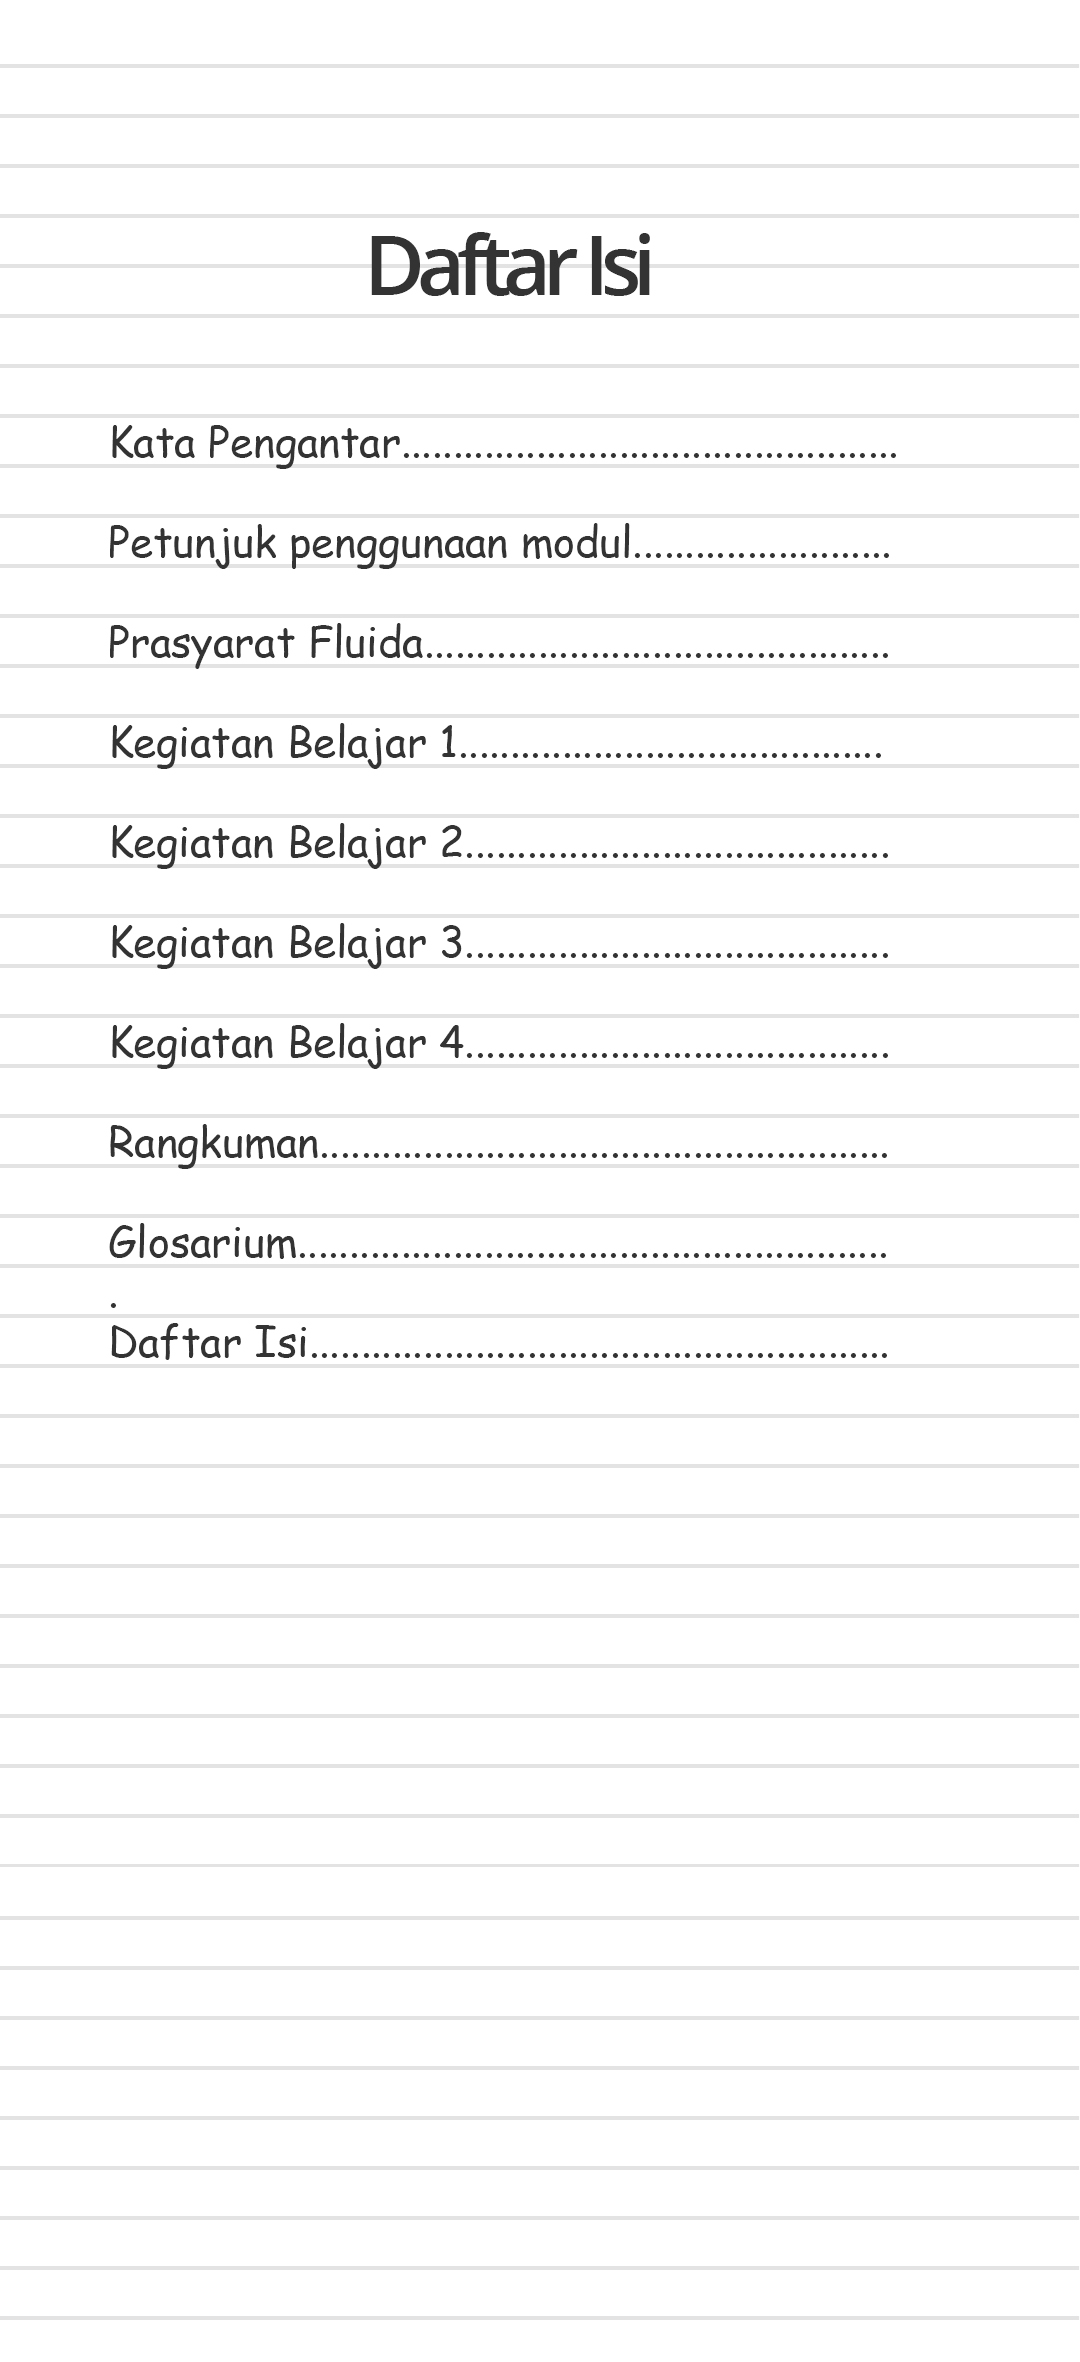 Daftar Isi
Kata Pengantar................................................
Petunjuk penggunaan modul.........................
Prasyarat Fluida.............................................
Kegiatan Belajar 1.........................................
Kegiatan Belajar 2.........................................
Kegiatan Belajar 3.........................................
Kegiatan Belajar 4.........................................
Rangkuman.......................................................
Glosarium.........................................................
.
Daftar Isi........................................................